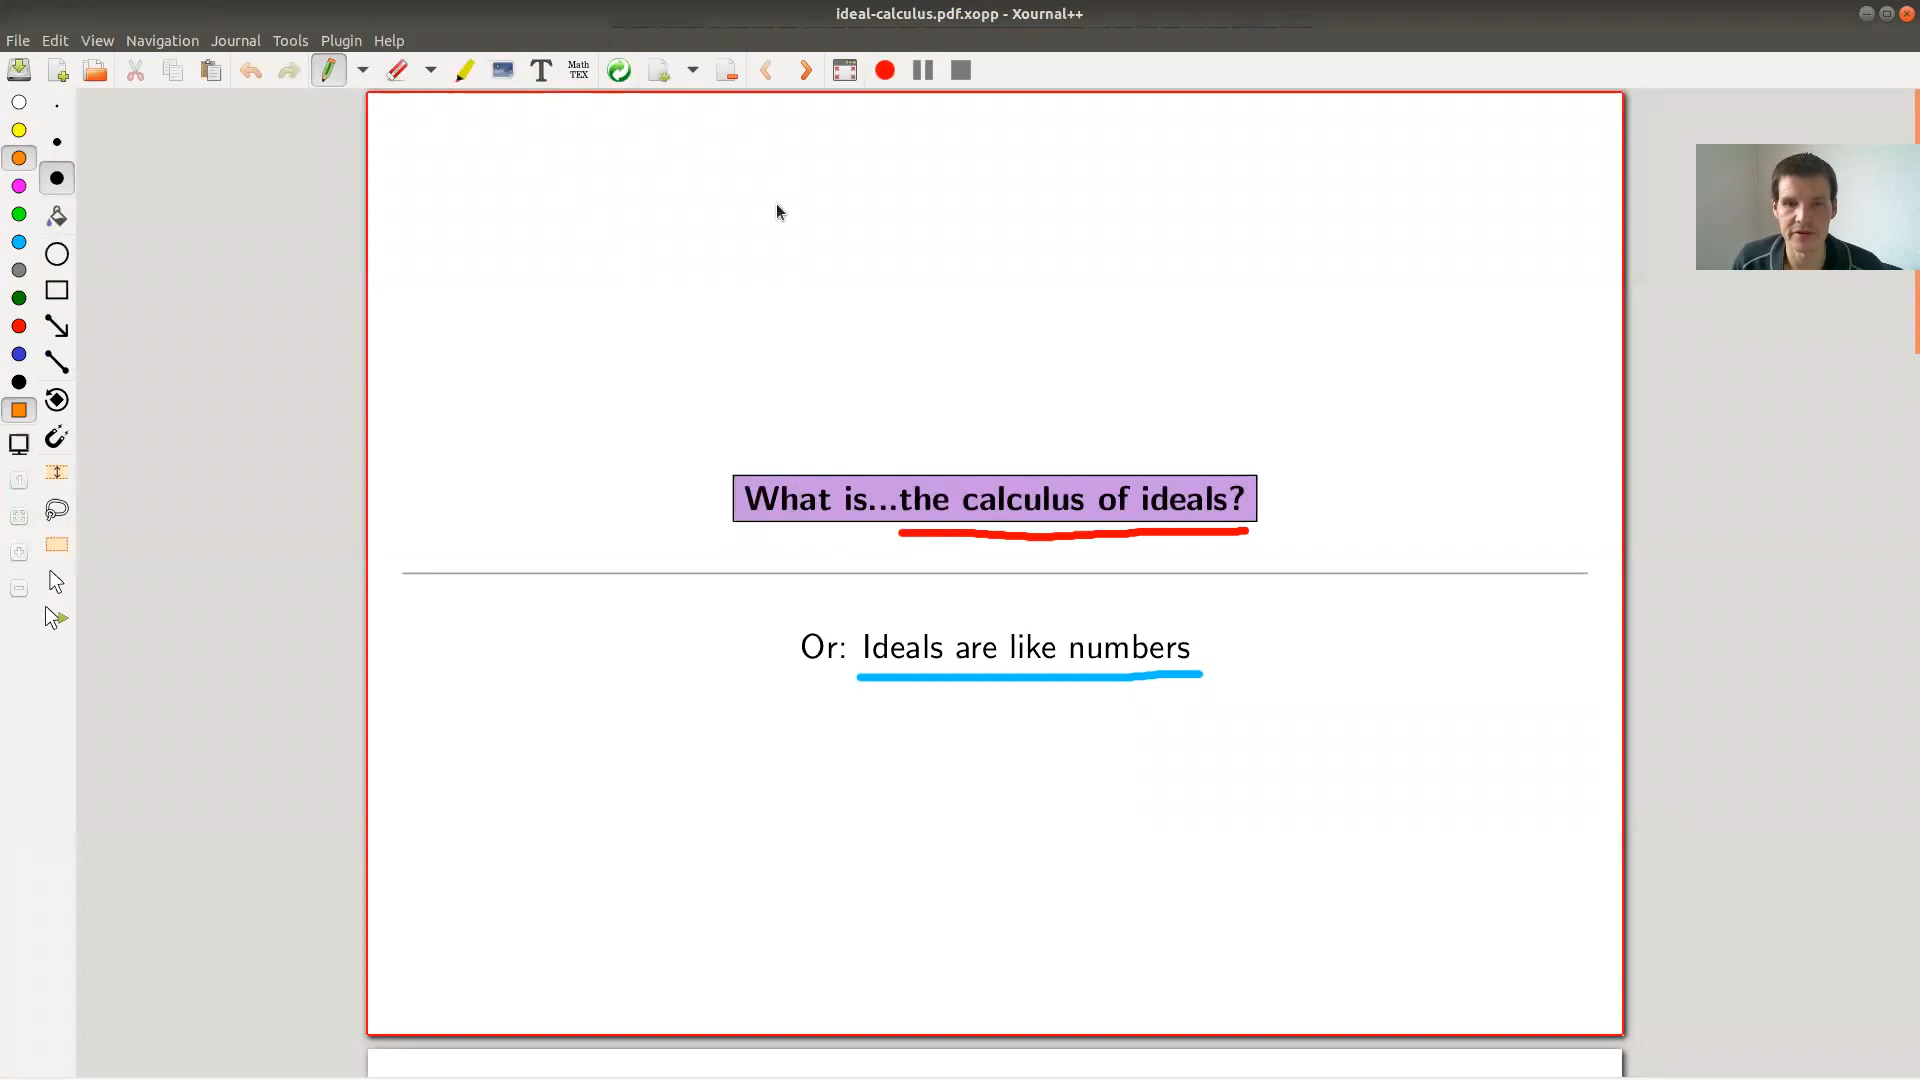 ideal-calculus.pdf.xopp - Xournal++
File Edit View Navigation Journal Tools Plugin Help
Math
TEX
What is...the calculus of ideals?
Or: Ideals are like numbers